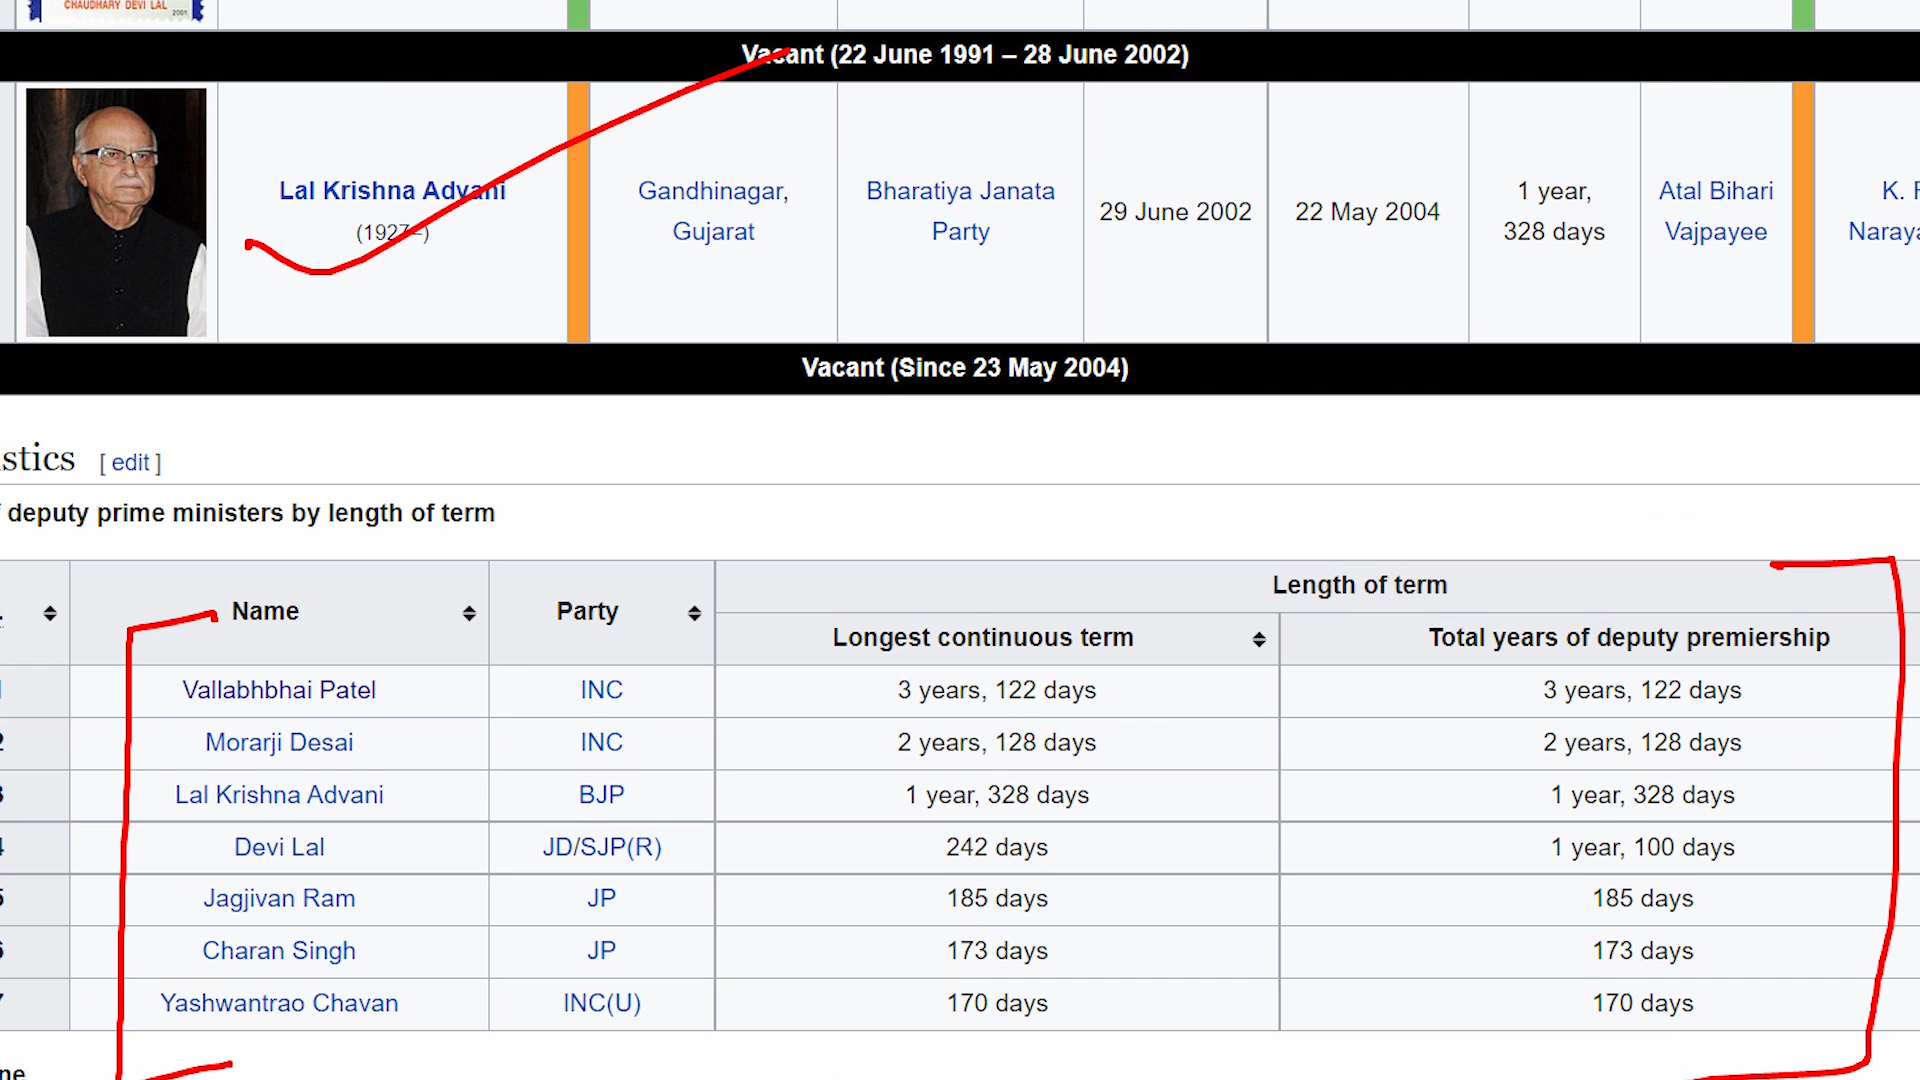 CHAUDHARY DEVI LAL
2001
Vacant (22 June 1991 – 28 June 2002)
Lal Krishna Advani
(1927–)
Gandhinagar,
Gujarat
Bharatiya Janata
Party
29 June 2002
22 May 2004
1 year,
328 days
Atal Bihari
Vajpayee
K.
Vacant (Since 23 May 2004)
[ edit ]
deputy prime ministers by length of term
Name
Party
Length of term
Longest continuous term
Total years of deputy premiership
Vallabhbhai Patel INC 3 years, 122 days 3 years, 122 days
2 Morarji Desai INC 2 years, 128 days 2 years, 128 days
Lal Krishna Advani BJP 1 year, 328 days 1 year, 328 days
Devi Lal JD/SJP(R) 242 days 1 year, 100 days
Jagjivan Ram JP 185 days 185 days
Charan Singh JP 173 days 173 days
Yashwantrao Chavan INC(U) 170 days 170 days